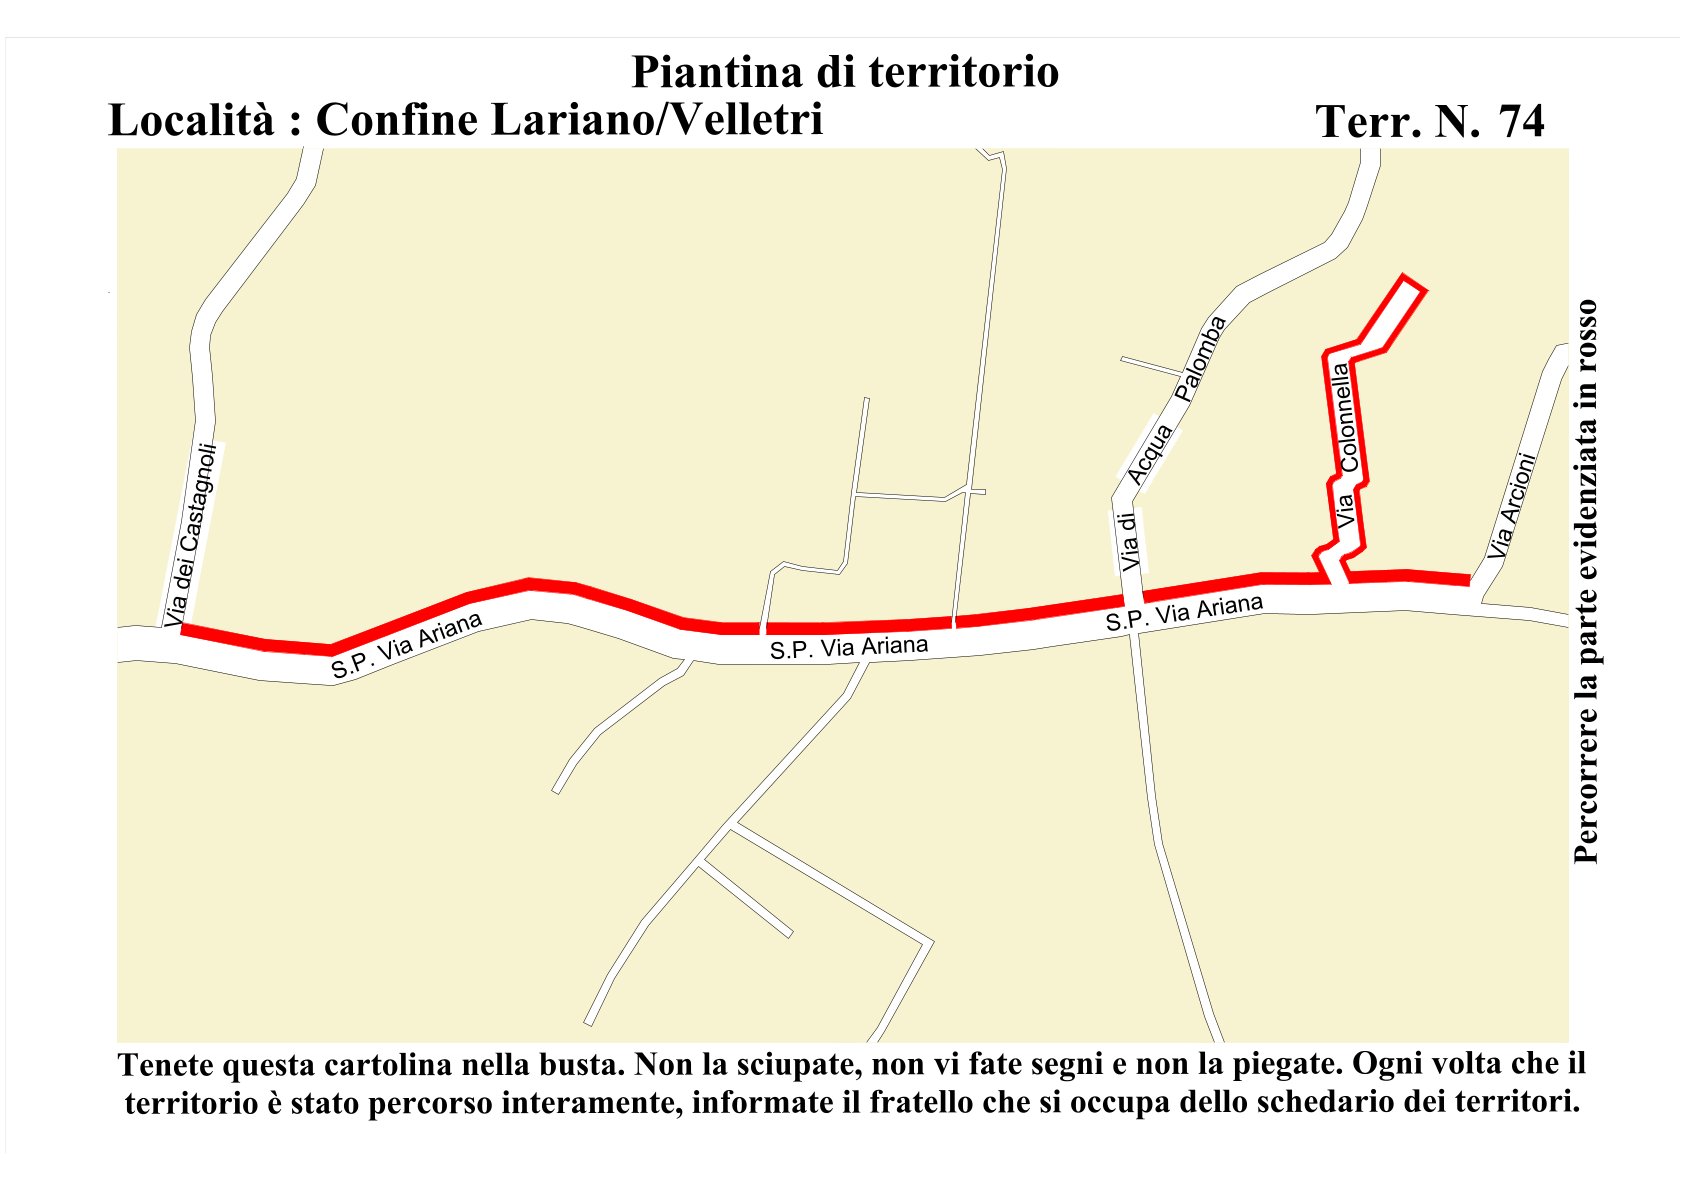 Piantina di territorio
Località : Confine Lariano/Velletri
Terr. N. 74
Via dei Castagnoli
S.P. Via Ariana
S.P. Via Ariana
S.P. Via Ariana
Via di Acqua Palomba
Via Colonnella
Via Arcioni
Percorrere la parte evidenziata in rosso
Tenete questa cartolina nella busta. Non la sciupate, non vi fate segni e non la piegate. Ogni volta che il
territorio è stato percorso interamente, informate il fratello che si occupa dello schedario dei territori.